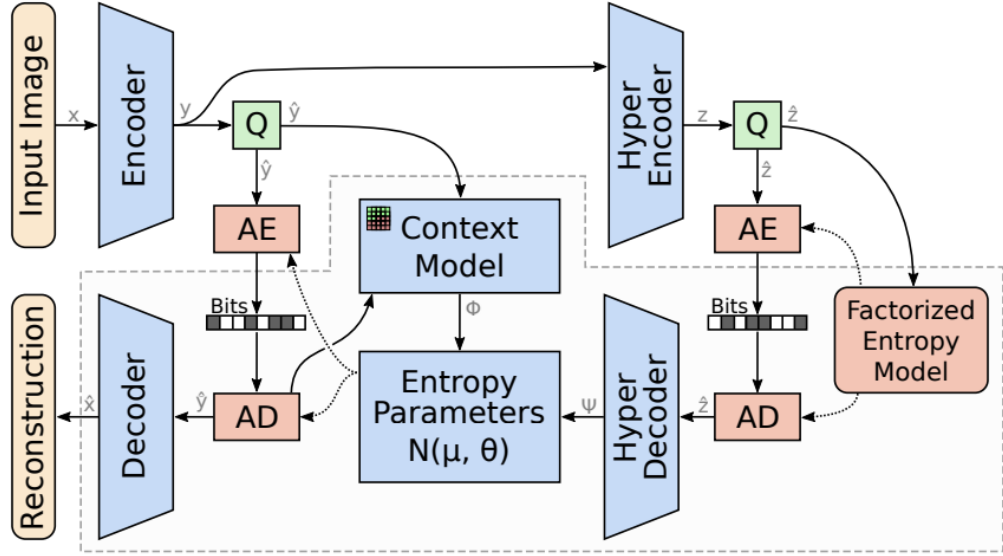 Input Image
x
Encoder
y
Q
ŷ
ŷ
AE
Bits
AD
ŷ
Decoder
x̂
Reconstruction
Context
Model
Φ
Entropy
Parameters
N(μ, θ)
Ψ
Hyper
Encoder
z
Q
ẑ
ẑ
AE
Bits
AD
ẑ
Hyper
Decoder
Factorized
Entropy
Model